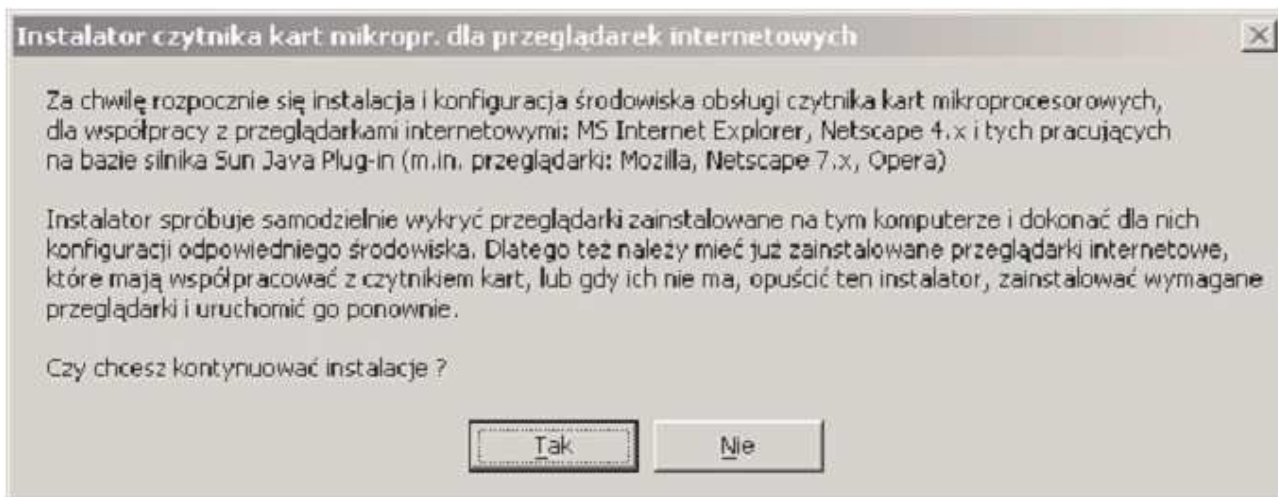 Instalator czytnika kart mikropr. dla przeglądarek internetowych
Za chwilę rozpocznie się instalacja i konfiguracja środowiska obsługi czytnika kart mikroprocesorowych,
dla współpracy z przeglądarkami internetowymi: MS Internet Explorer, Netscape 4.x i tych pracujących
na bazie silnika Sun Java Plug-in (m.in. przeglądarki: Mozilla, Netscape 7.x, Opera)
Instalator spróbuje samodzielnie wykryć przeglądarki zainstalowane na tym komputerze i dokonać dla nich
konfiguracji odpowiedniego środowiska. Dlatego też należy mieć już zainstalowane przeglądarki internetowe,
które mają współpracować z czytnikiem kart, lub gdy ich nie ma, opuścić ten instalator, zainstalować wymagane
przeglądarki i uruchomić go ponownie.
Czy chcesz kontynuować instalacje ?
Tak
Nie